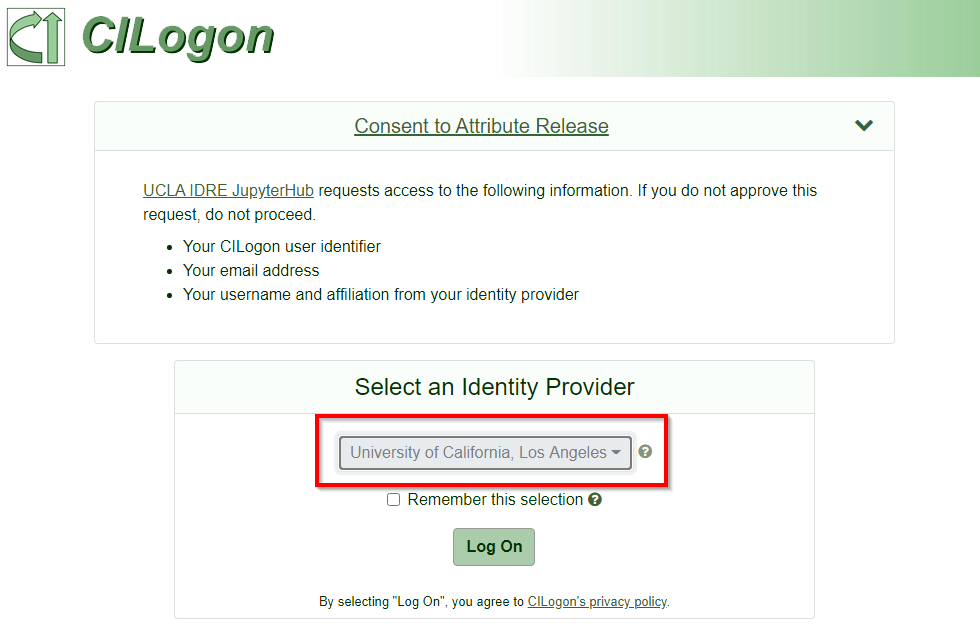 CILogon
Consent to Attribute Release
UCLA IDRE JupyterHub requests access to the following information. If you do not approve this
request, do not proceed.
• Your CILogon user identifier
• Your email address
• Your username and affiliation from your identity provider
Select an Identity Provider
University of California, Los Angeles
Remember this selection
Log On
By selecting "Log On", you agree to CILogon's privacy policy.